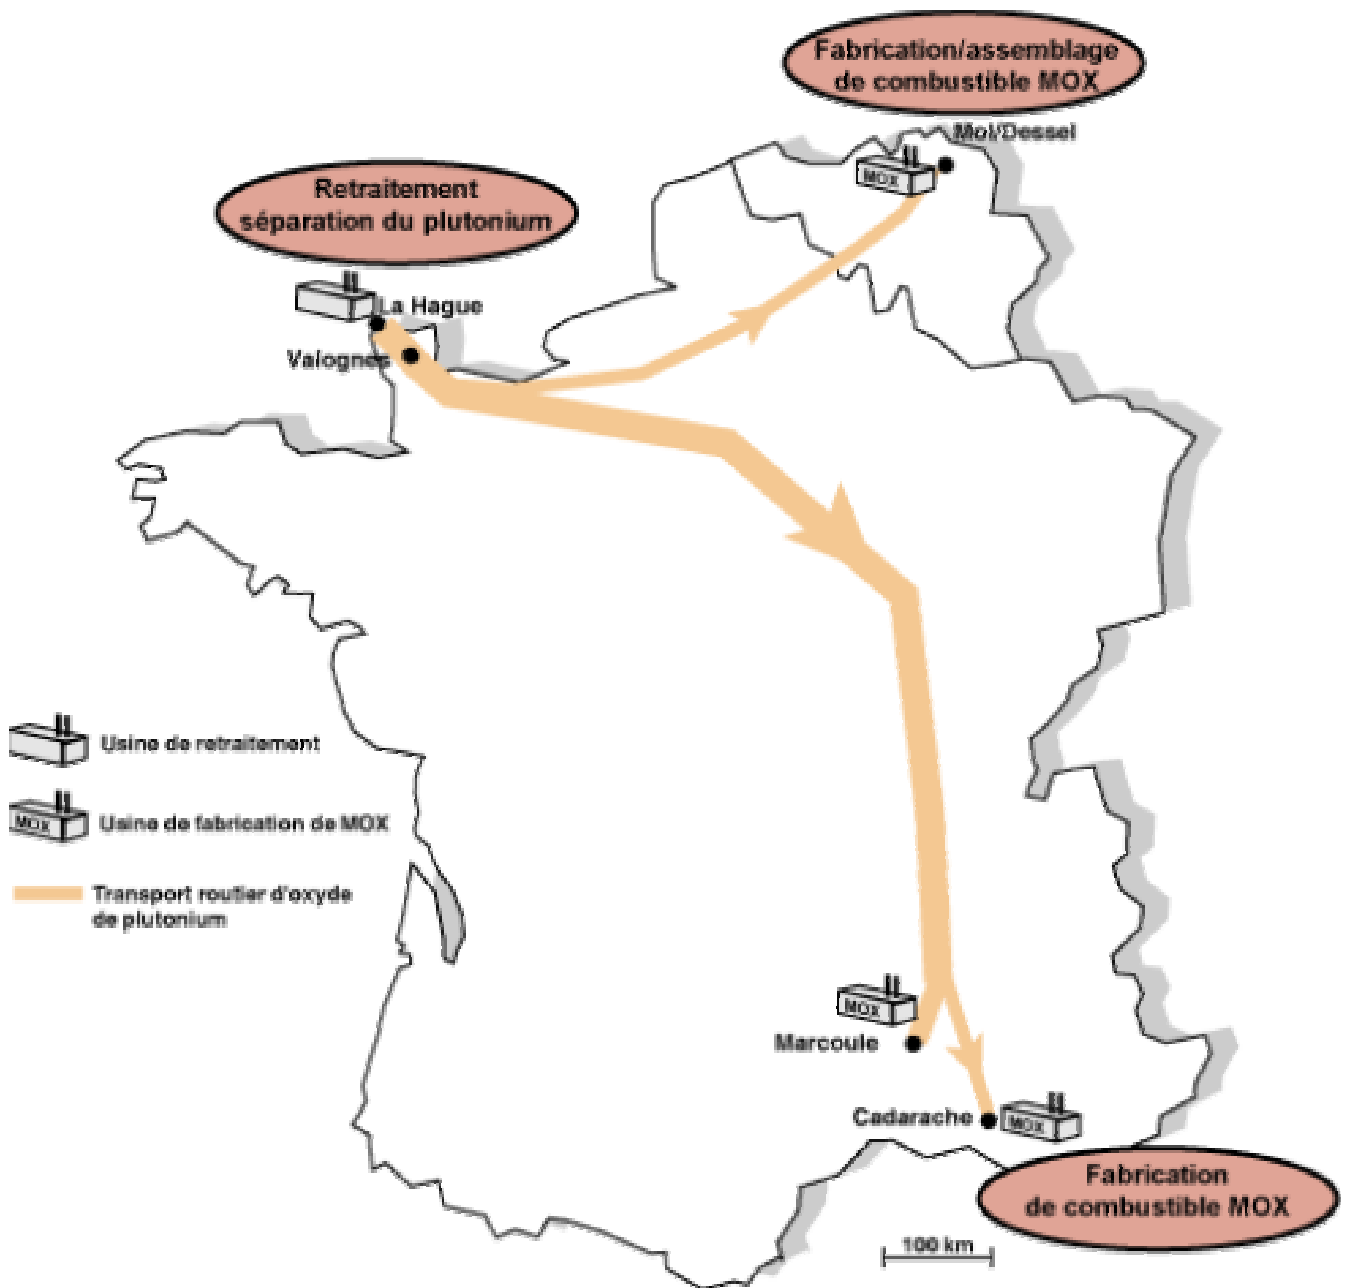 Fabrication/assemblage
de combustible MOX
Mol/Dessel
MOX
Retraitement
séparation du plutonium
La Hague
Valognes
Usine de retraitement
MOX
Usine de fabrication de MOX
Transport routier d'oxyde
de plutonium
MOX
Marcoule
Cadarache
MOX
Fabrication
de combustible MOX
100 km